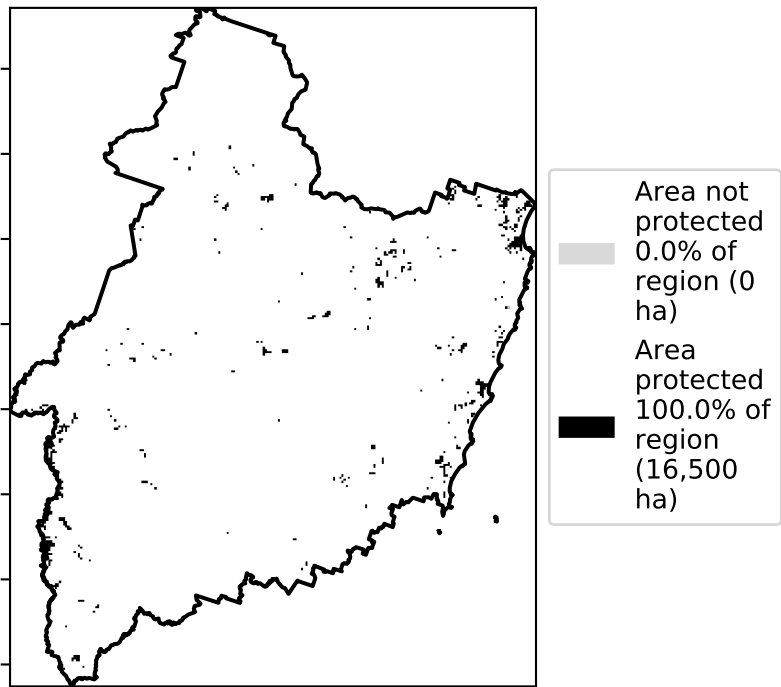 Area not
protected
0.0% of
region (0
ha)
Area
protected
100.0% of
region
(16,500
ha)